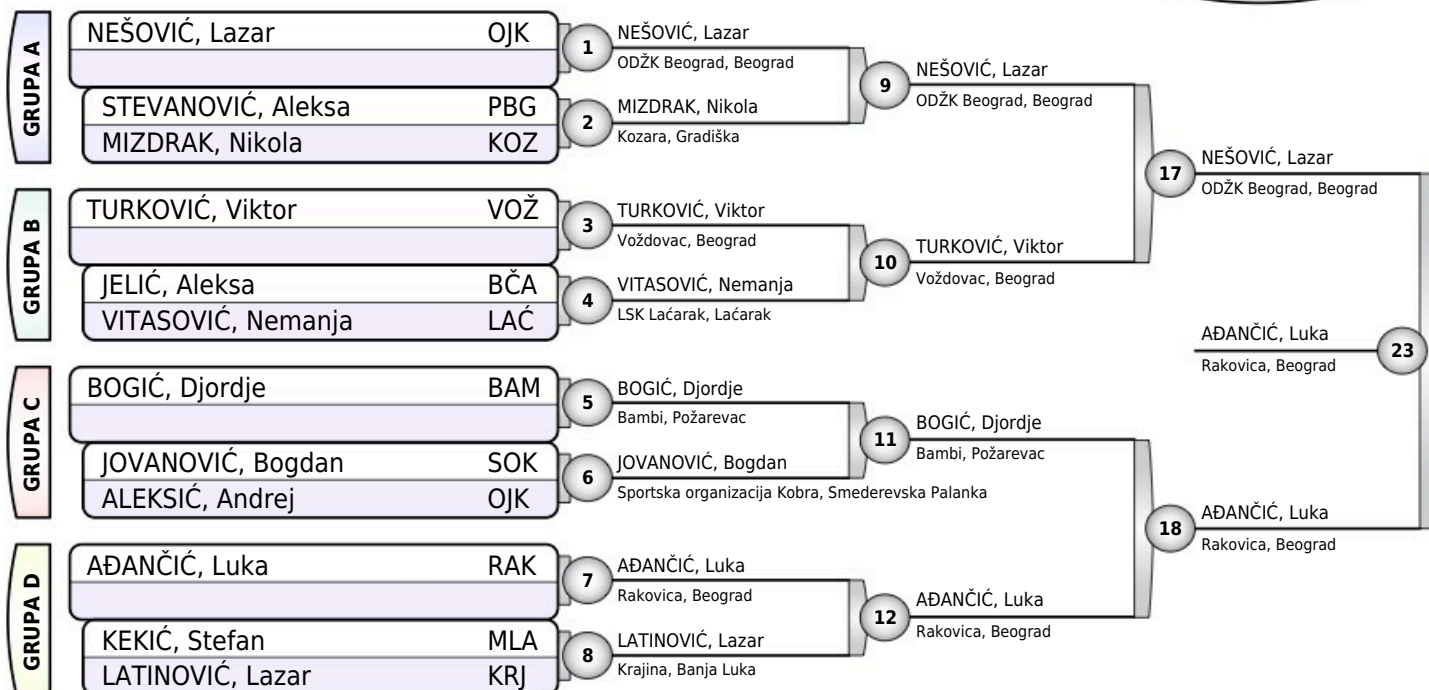 GRUPA A
NEŠOVIĆ, Lazar OJK
STEVANOVIĆ, Aleksa PBG
MIZDRAK, Nikola KOZ
GRUPA B
TURKOVIĆ, Viktor VOŽ
JELIĆ, Aleksa BČA
VITASOVIĆ, Nemanja LAĆ
GRUPA C
BOGIĆ, Djordje BAM
JOVANOVIĆ, Bogdan SOK
ALEKSIĆ, Andrej OJK
GRUPA D
AĐANČIĆ, Luka RAK
KEKIĆ, Stefan MLA
LATINOVIĆ, Lazar KRJ
1
NEŠOVIĆ, Lazar
ODŽK Beograd, Beograd
2
MIZDRAK, Nikola
Kozara, Gradiška
3
TURKOVIĆ, Viktor
Voždovac, Beograd
4
VITASOVIĆ, Nemanja
LSK Laćarak, Laćarak
5
BOGIĆ, Djordje
Bambi, Požarevac
6
JOVANOVIĆ, Bogdan
Sportska organizacija Kobra, Smederevska Palanka
7
AĐANČIĆ, Luka
Rakovica, Beograd
8
LATINOVIĆ, Lazar
Krajina, Banja Luka
9
NEŠOVIĆ, Lazar
ODŽK Beograd, Beograd
10
TURKOVIĆ, Viktor
Voždovac, Beograd
11
BOGIĆ, Djordje
Bambi, Požarevac
12
AĐANČIĆ, Luka
Rakovica, Beograd
17
NEŠOVIĆ, Lazar
ODŽK Beograd, Beograd
18
AĐANČIĆ, Luka
Rakovica, Beograd
AĐANČIĆ, Luka
Rakovica, Beograd
23